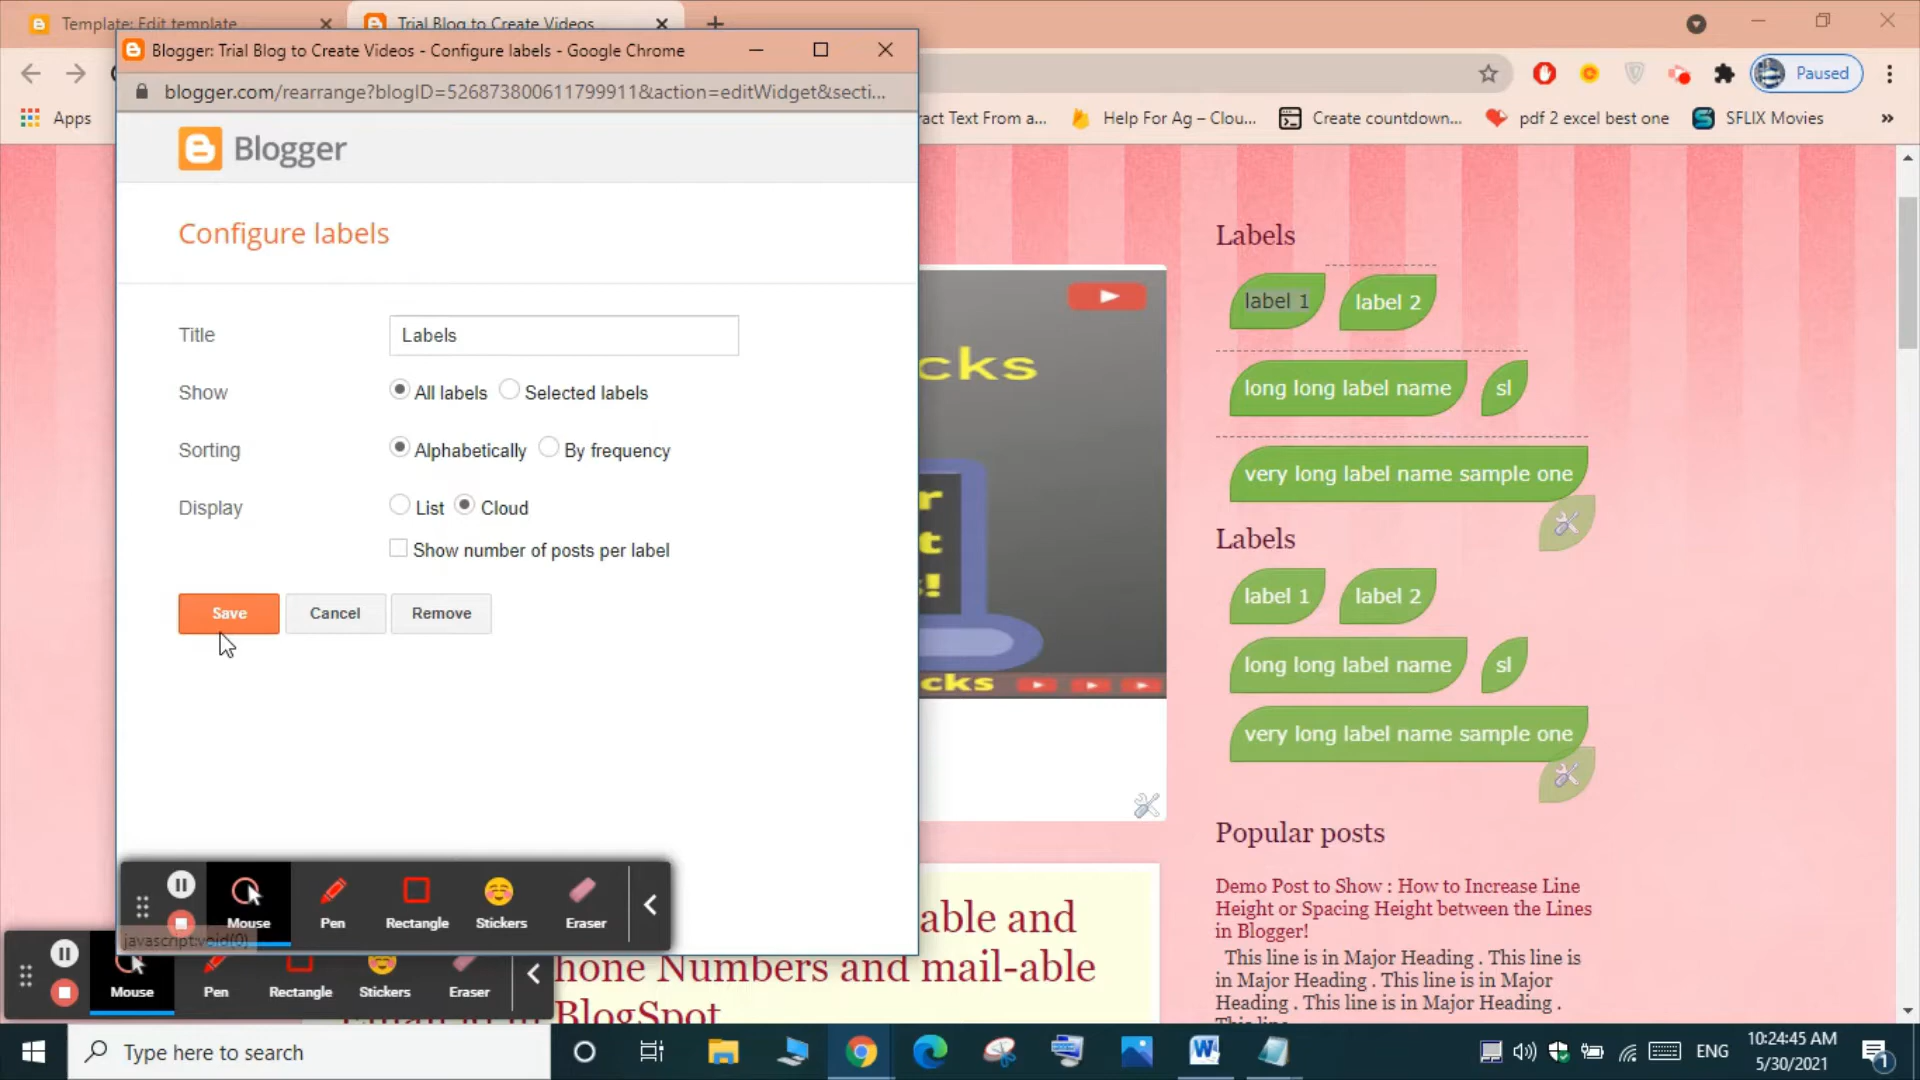 Template: Edit template
Trial Blog to Create Videos
Blogger: Trial Blog to Create Videos - Configure labels - Google Chrome
Paused
blogger.com/rearrange?blogID=5268738006117999118&action=editWidget&secti...
Apps
ract Text From a...
Help For Ag – Clou...
Create countdown...
pdf 2 excel best one
SFLIX Movies
»
Blogger
Configure labels
Title
Labels
Show
All labels
Selected labels
Sorting
Alphabetically
By frequency
Display
List
Cloud
Show number of posts per label
Save
Cancel
Remove
cks
r
t
s!
cks
Labels
label 1
label 2
long long label name
sl
very long label name sample one
Labels
label 1
label 2
long long label name
sl
very long label name sample one
Popular posts
Demo Post to Show : How to Increase Line
Height or Spacing Height between the Lines
in Blogger!
This line is in Major Heading . This line is
in Major Heading . This line is in Major
Heading . This line is in Major Heading .
This line
able and
hone Numbers and mail-able
BlogSpot
Mouse
Pen
Rectangle
Stickers
Eraser
javascript:void(0)
Mouse
Pen
Rectangle
Stickers
Eraser
Type here to search
ENG
10:24:45 AM
5/30/2021
1